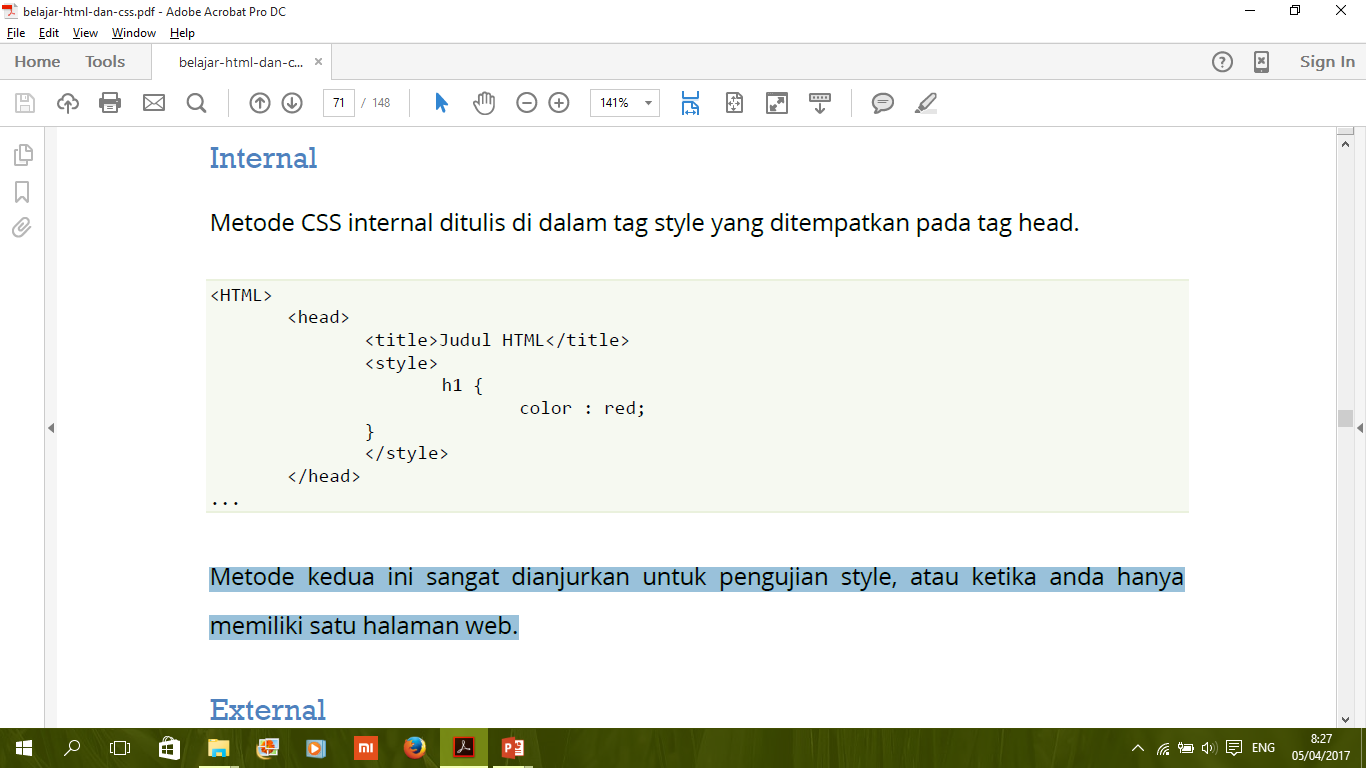 belajar-html-dan-css.pdf - Adobe Acrobat Pro DC
File Edit View Window Help
Home Tools belajar-html-dan-c... × ? Sign In
71 / 148 141%
Internal
Metode CSS internal ditulis di dalam tag style yang ditempatkan pada tag head.
<HTML>
<head>
<title>Judul HTML</title>
<style>
h1 {
color : red;
}
</style>
</head>
...
Metode kedua ini sangat dianjurkan untuk pengujian style, atau ketika anda hanya
memiliki satu halaman web.
External
mi ENG 8:27
05/04/2017